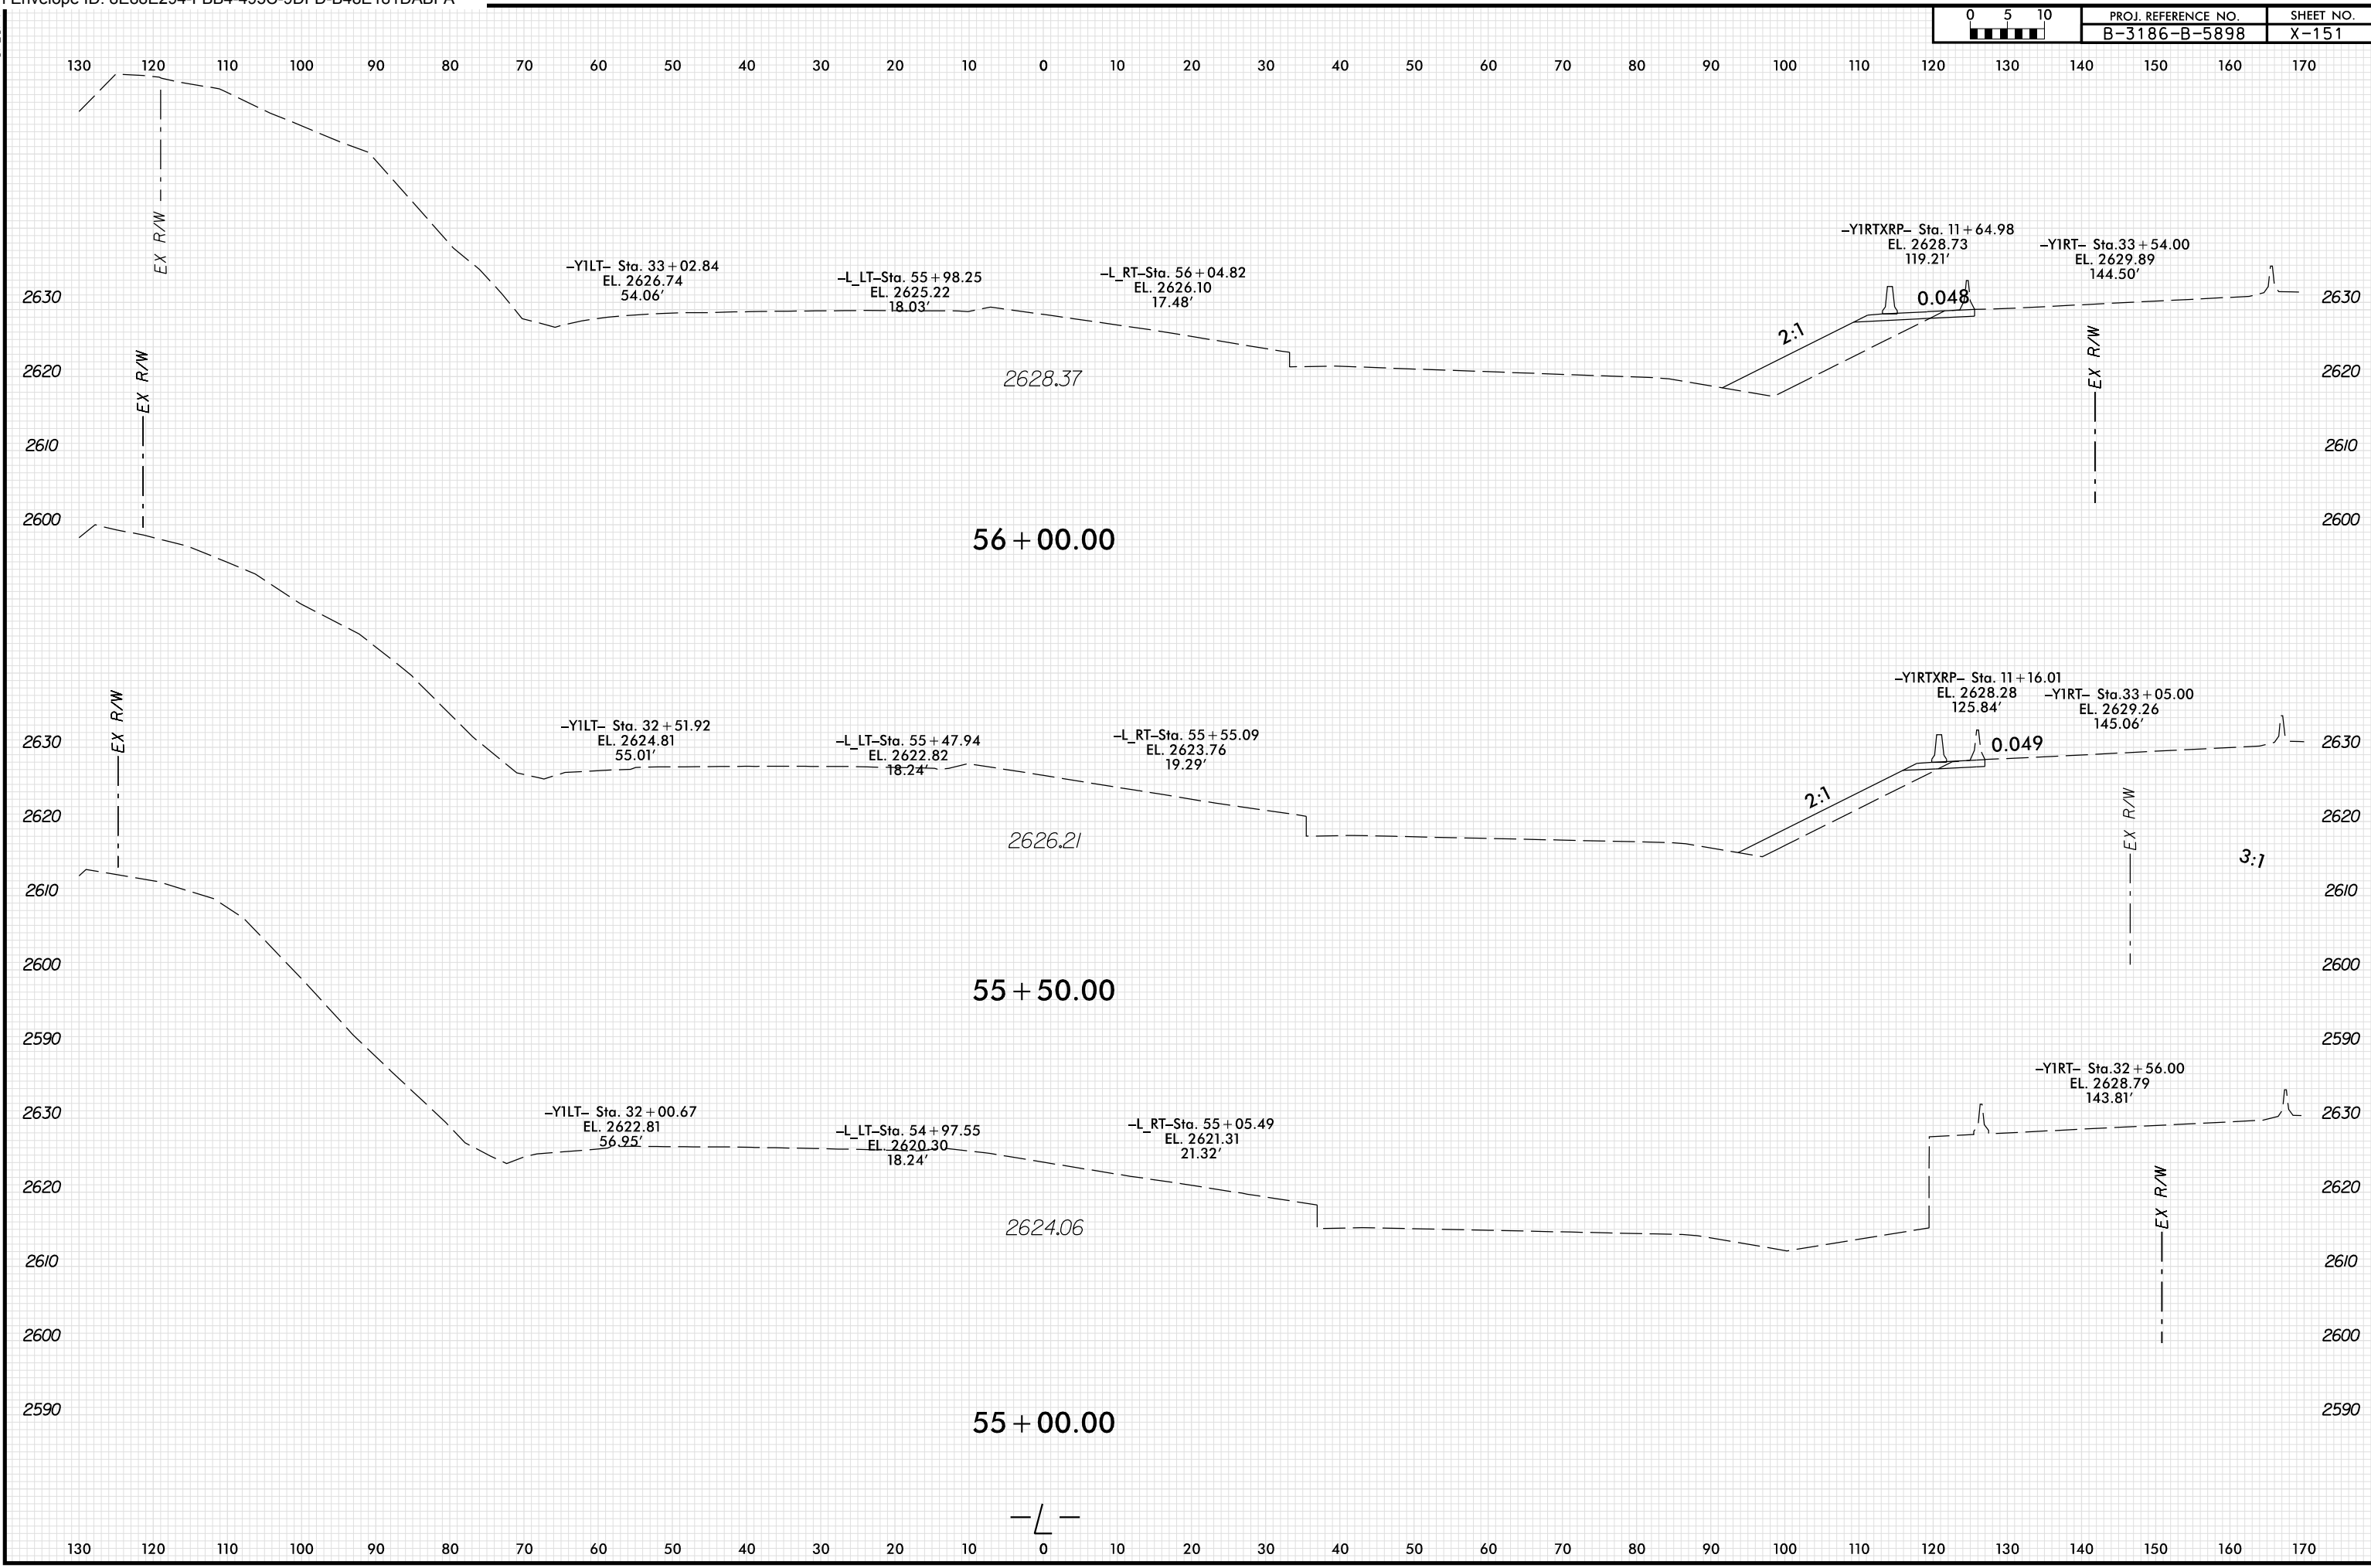 0 5 10
PROJ. REFERENCE NO. SHEET NO.
B-3186-B-5898 X-151
130 120 110 100 90 80 70 60 50 40 30 20 10 0 10 20 30 40 50 60 70 80 90 100 110 120 130 140 150 160 170
EX R/W
-Y1LT- Sta. 33+02.84
EL. 2626.74
54.06'
-L_LT-Sta. 55+98.25
EL. 2625.22
18.03'
-L_RT-Sta. 56+04.82
EL. 2626.10
17.48'
-Y1RTXRP- Sta. 11+64.98
EL. 2628.73
119.21'
-Y1RT- Sta.33+54.00
EL. 2629.89
144.50'
0.048
2:1
2630 2630
EX R/W
EX R/W
2620 2620
2628.37
2610 2610
2600 2600
56+00.00
EX R/W
-Y1LT- Sta. 32+51.92
EL. 2624.81
55.01'
-L_LT-Sta. 55+47.94
EL. 2622.82
18.24'
-L_RT-Sta. 55+55.09
EL. 2623.76
19.29'
-Y1RTXRP- Sta. 11+16.01
EL. 2628.28
125.84'
-Y1RT- Sta.33+05.00
EL. 2629.26
145.06'
0.049
2:1
2630 2630
EX R/W
2620 2620
2626.21
3:1
2610 2610
2600 2600
55+50.00
2590 2590
-Y1LT- Sta. 32+00.67
EL. 2622.81
56.95'
-L_LT-Sta. 54+97.55
EL. 2620.30
18.24'
-L_RT-Sta. 55+05.49
EL. 2621.31
21.32'
-Y1RT- Sta.32+56.00
EL. 2628.79
143.81'
2630 2630
EX R/W
2620 2620
2624.06
2610 2610
2600 2600
2590 2590
55+00.00
-L-
130 120 110 100 90 80 70 60 50 40 30 20 10 0 10 20 30 40 50 60 70 80 90 100 110 120 130 140 150 160 170